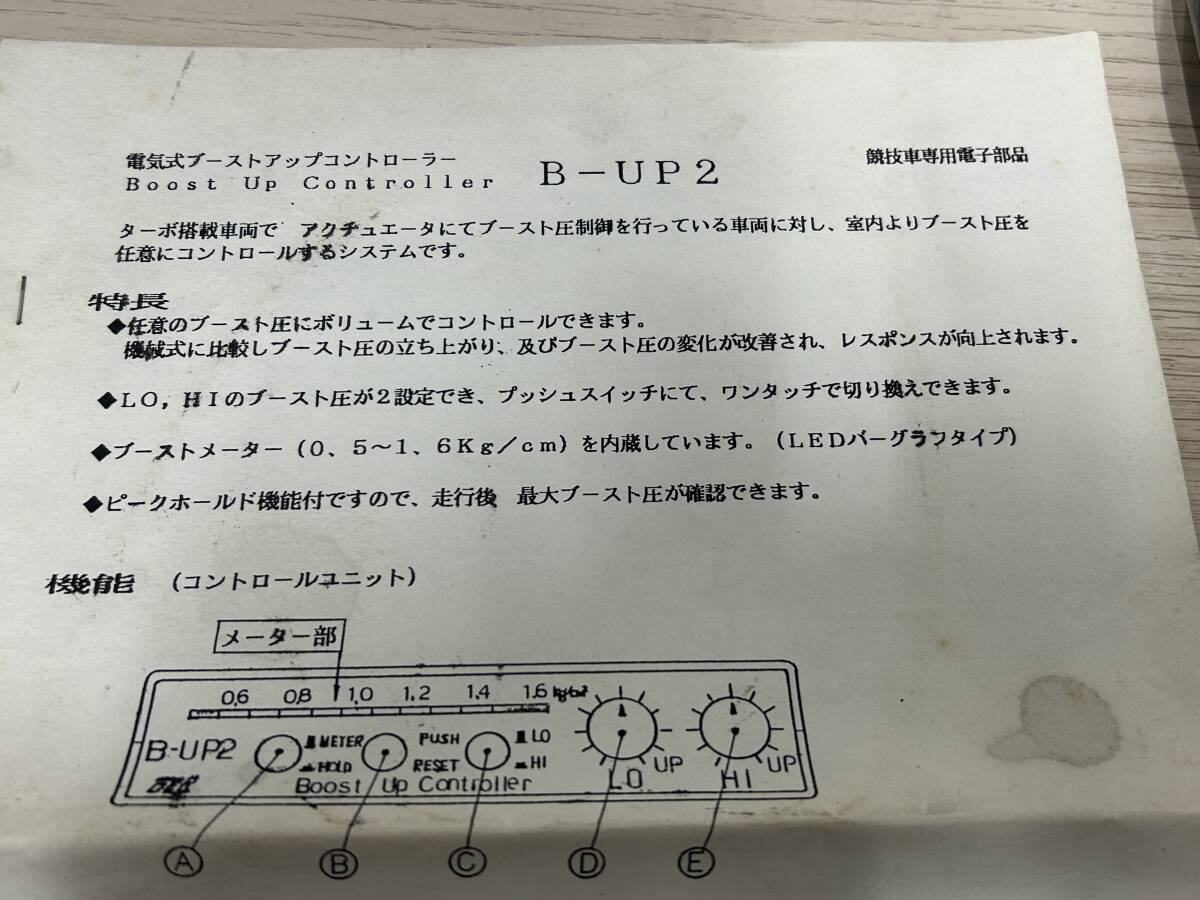 電気式ブーストアップコントローラー
Boost Up Controller B－UP2
競技車専用電子部品
ターボ搭載車両で アクチュエータにてブースト圧制御を行っている車両に対し、室内よりブースト圧を
任意にコントロールするシステムです。
特長
◆任意のブースト圧にボリュームでコントロールできます。
機械式に比較しブースト圧の立ち上がり、及びブースト圧の変化が改善され、レスポンスが向上されます。
◆LO，HIのブースト圧が2設定でき、プッシュスイッチにて、ワンタッチで切り換えできます。
◆ブーストメーター（0、5～1、6Kg／cm）を内蔵しています。（LEDバーグラフタイプ）
◆ピークホールド機能付ですので、走行後 最大ブースト圧が確認できます。
機能 （コントロールユニット）
メーター部
0.6 0.8 1.0 1.2 1.4 1.6
B-UP2 METER PUSH LO
HOLD RESET HI
Boost Up Controller
LO UP HI UP
A B C D E